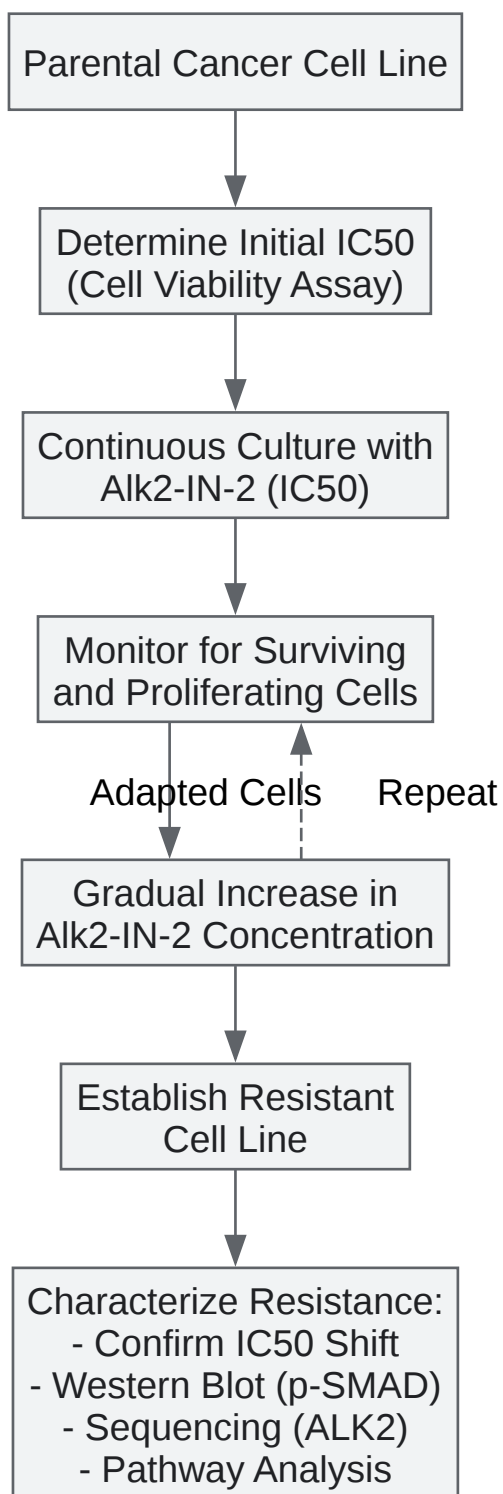 Parental Cancer Cell Line
Determine Initial IC50
(Cell Viability Assay)
Continuous Culture with
Alk2-IN-2 (IC50)
Monitor for Surviving
and Proliferating Cells
Adapted Cells
Repeat
Gradual Increase in
Alk2-IN-2 Concentration
Establish Resistant
Cell Line
Characterize Resistance:
- Confirm IC50 Shift
- Western Blot (p-SMAD)
- Sequencing (ALK2)
- Pathway Analysis